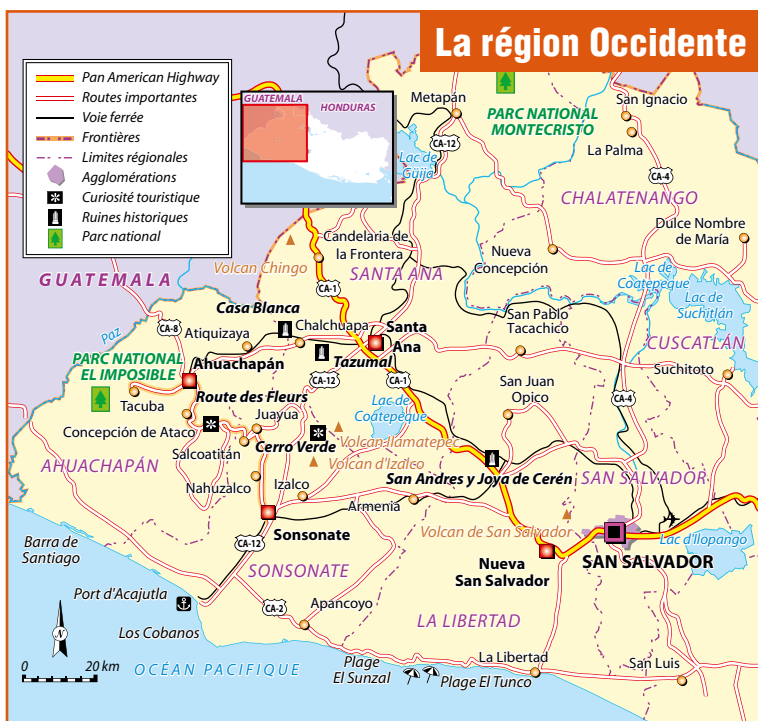 La région Occidente
Pan American Highway
Routes importantes
Voie ferrée
Frontières
Limites régionales
Agglomérations
Curiosité touristique
Ruines historiques
Parc national
GUATEMALA
HONDURAS
Metapán
PARC NATIONAL
MONTECRISTO
San Ignacio
La Palma
CA-12
Lac de
Güija
CA-4
CHALATENANGO
Dulce Nombre
de María
Candelaria de
la Frontera
Volcan Chingo
SANTA ANA
Nueva
Concepción
GUATEMALA
CA-1
Lac de
Coatepeque
Lac de
Suchitlán
Casa Blanca
Paz
CA-8
Atiquizaya
Chalchuapa
Santa
Ana
San Pablo
Tacachico
CUSCATLÁN
PARC NATIONAL
EL IMPOSIBLE
Ahuachapán
Tazumal
CA-12
CA-1
Suchitoto
Tacuba
Route des Fleurs
San Juan
Opico
CA-4
Lac de
Coatepeque
Concepción de Ataco
Juayua
Salcoatitán
Cerro Verde
Volcan Ilamatepec
Volcan d'Izalco
AHUACHAPÁN
Nahuzalco
Izalco
San Andres y Joya de Cerén
SAN SALVADOR
Armenia
Sonsonate
Volcan de San Salvador
Lac d'Ilopango
Barra de
Santiago
CA-12
Nueva
San Salvador
SAN SALVADOR
SONSONATE
Port d'Acajutla
CA-2
Apancoyo
LA LIBERTAD
Los Cobanos
N
0 20 km
OCÉAN PACIFIQUE
Plage
El Sunzal
Plage El Tunco
La Libertad
San Luis